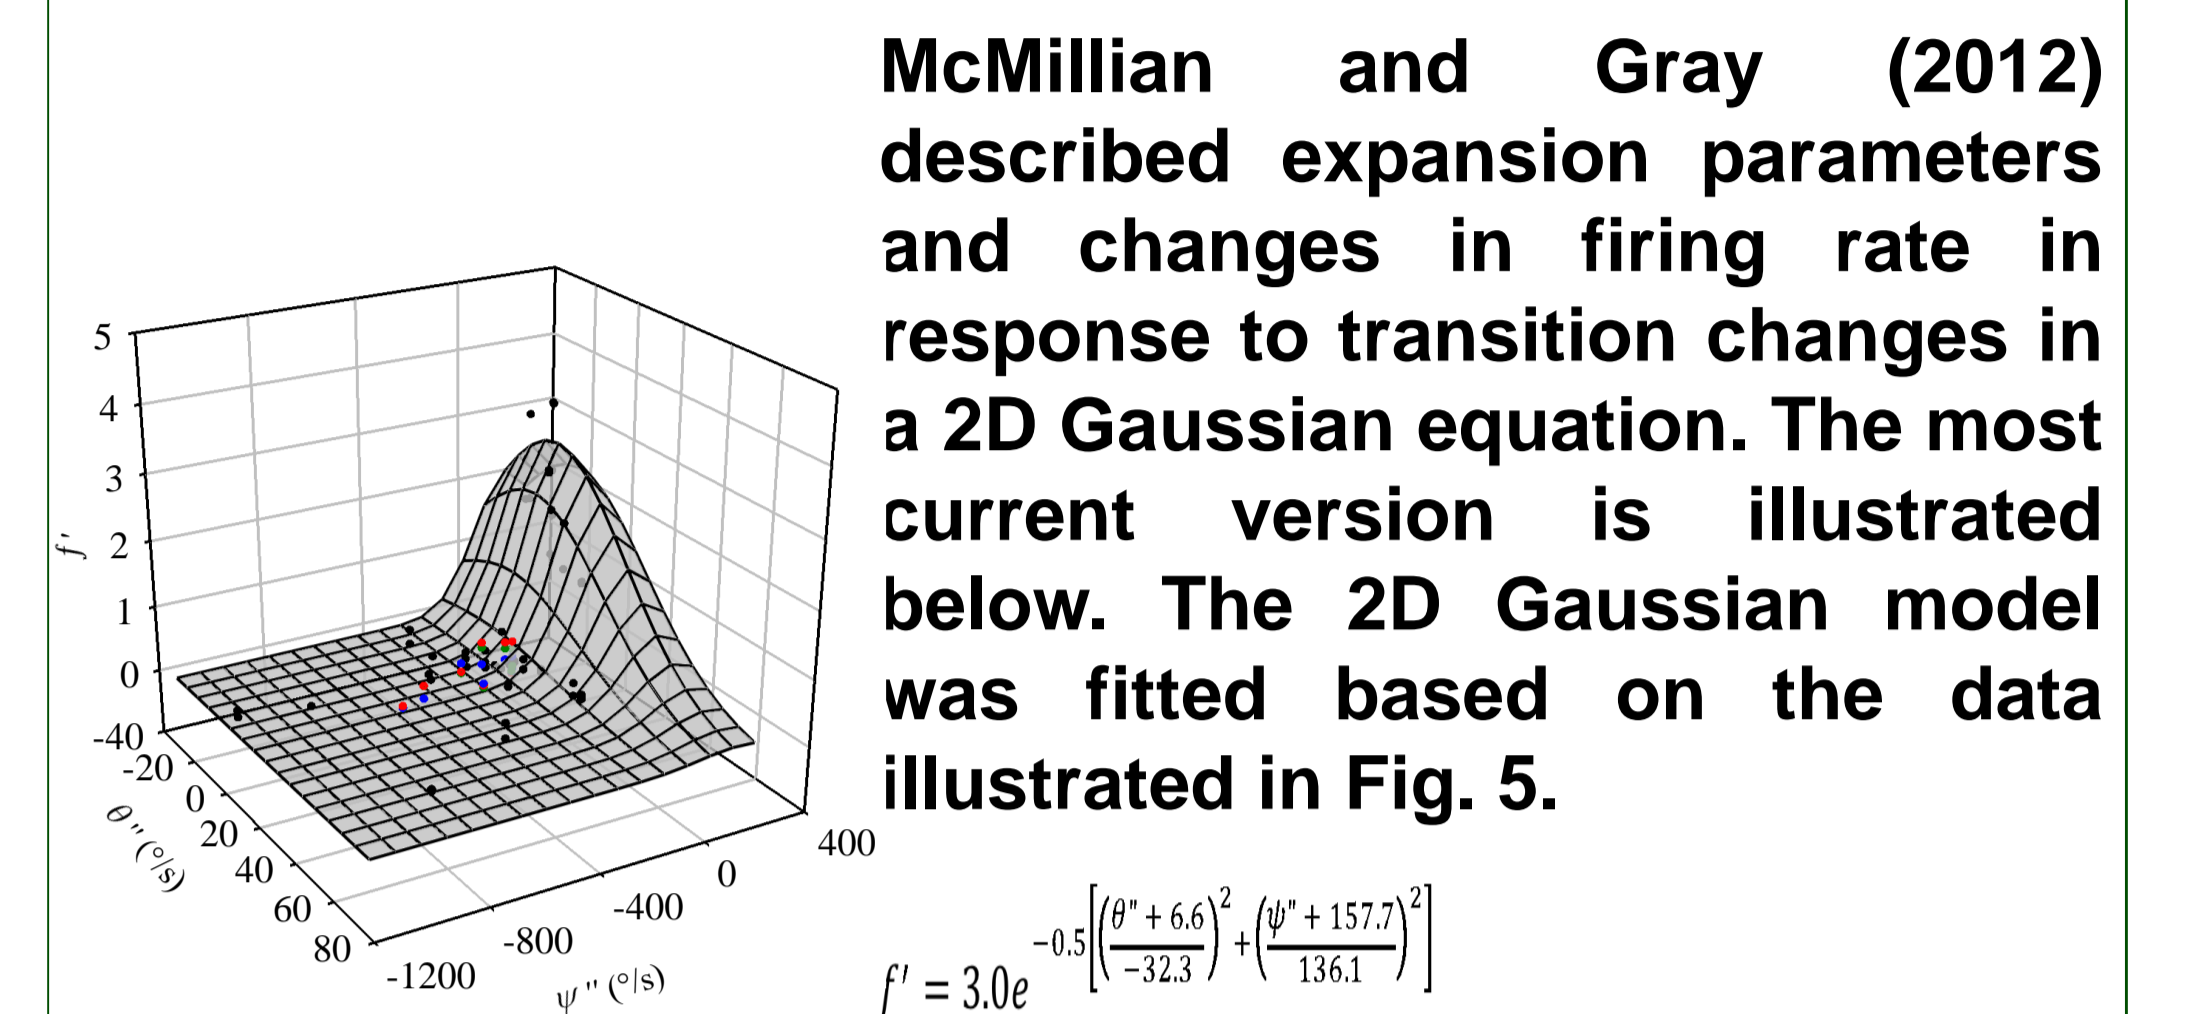 McMillian and Gray (2012)
described expansion parameters
and changes in firing rate in
response to transition changes in
a 2D Gaussian equation. The most
current version is illustrated
below. The 2D Gaussian model
was fitted based on the data
illustrated in Fig. 5.
5
4
3
2
1
0
f'
-40
-20
0
20
40
60
80
θ'' (°/s)
-1200
-800
-400
0
400
ψ'' (°/s)
f' = 3.0e^{-0.5[((θ'' + 6.6)/(-32.3))^2 + ((ψ'' + 157.7)/136.1)^2]}